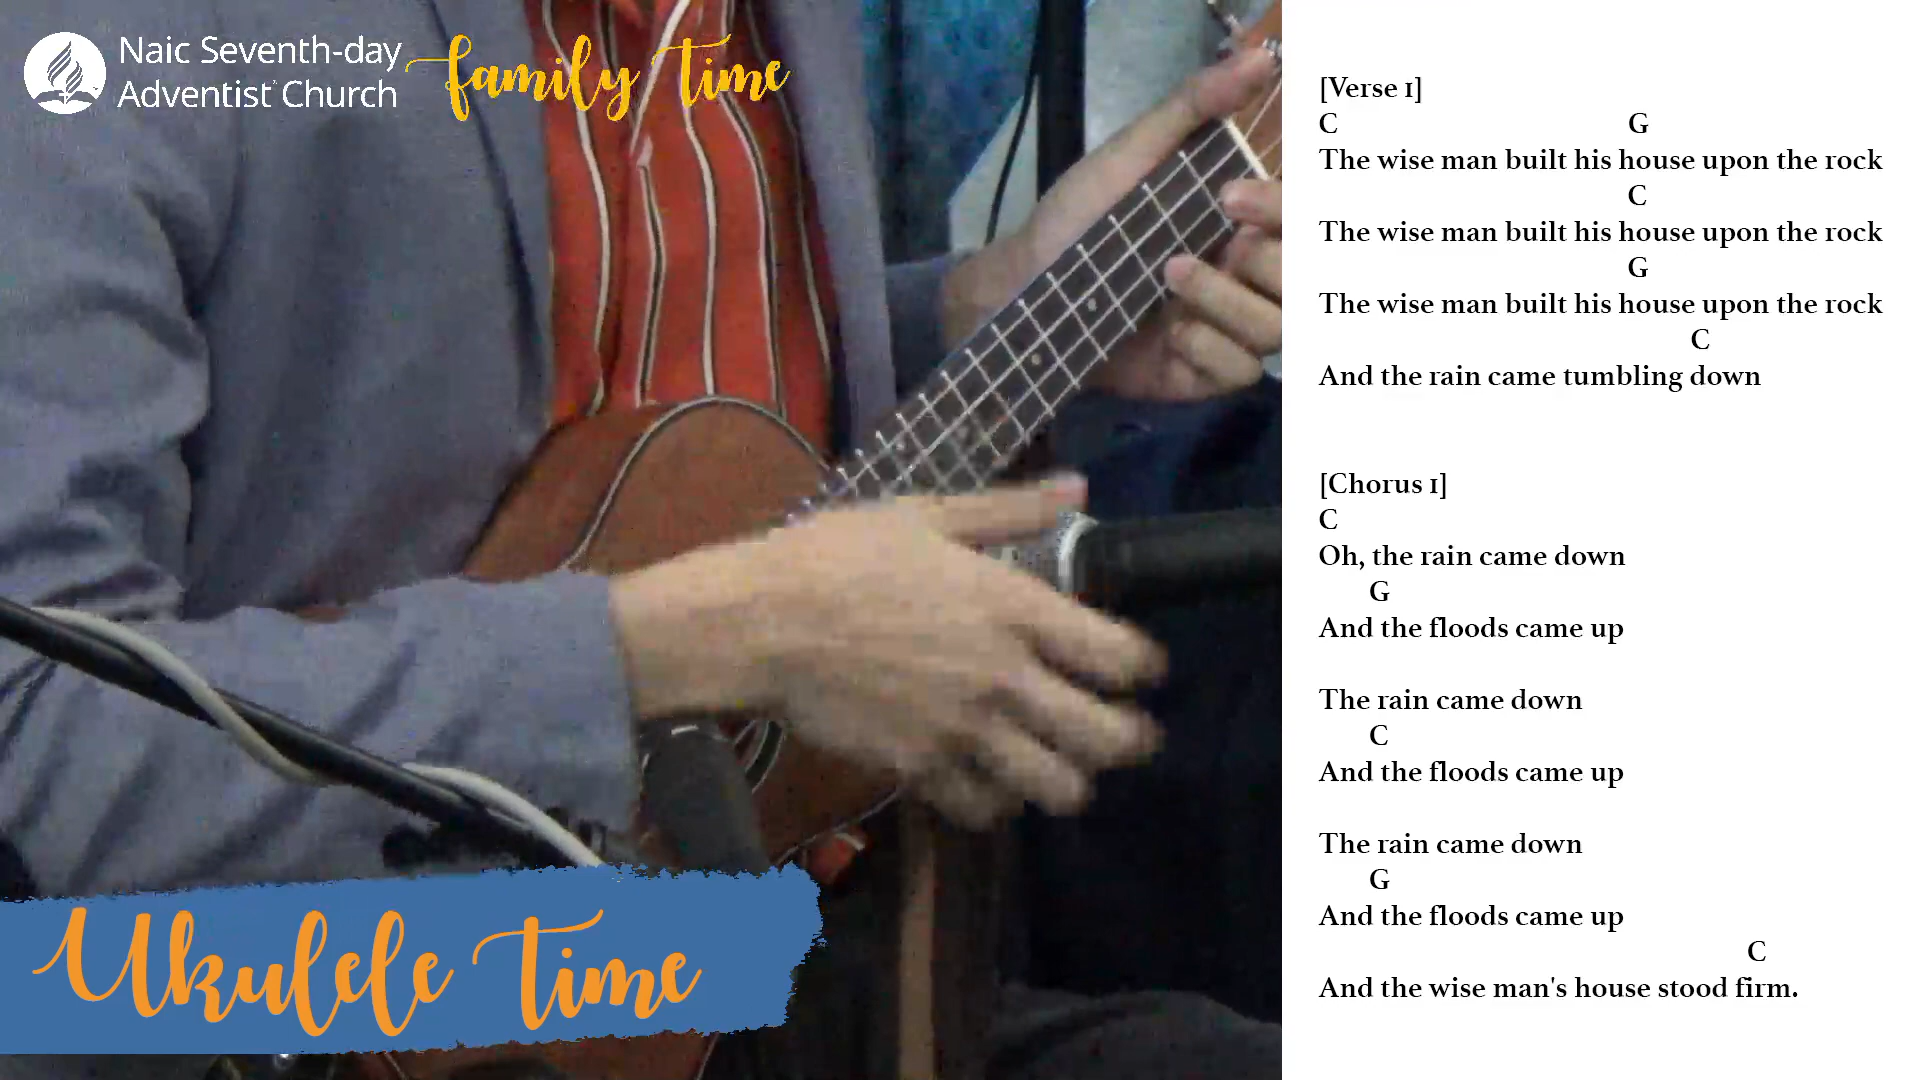 Naic Seventh-day
Adventist Church
family time
[Verse 1]
C G
The wise man built his house upon the rock
C
The wise man built his house upon the rock
G
The wise man built his house upon the rock
C
And the rain came tumbling down
[Chorus 1]
C
Oh, the rain came down
G
And the floods came up
The rain came down
C
And the floods came up
The rain came down
G
And the floods came up
C
And the wise man's house stood firm.
Ukulele Time